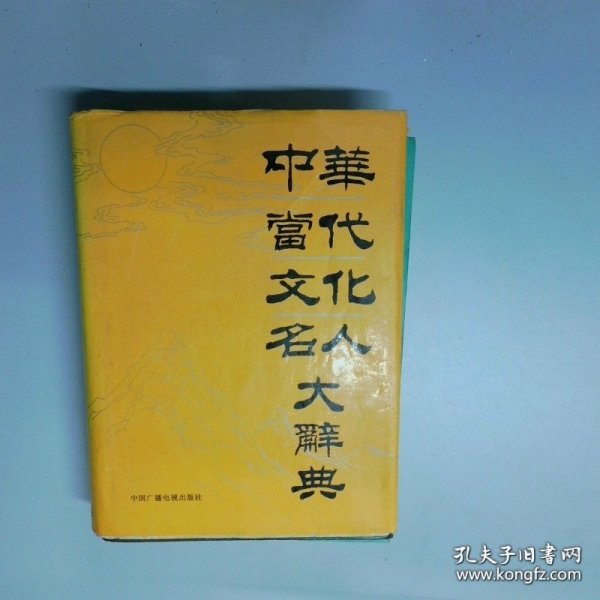 中華
當代
文化
名人
大
辭
典
中国广播电视出版社
孔夫子旧书网
www.kongfz.com